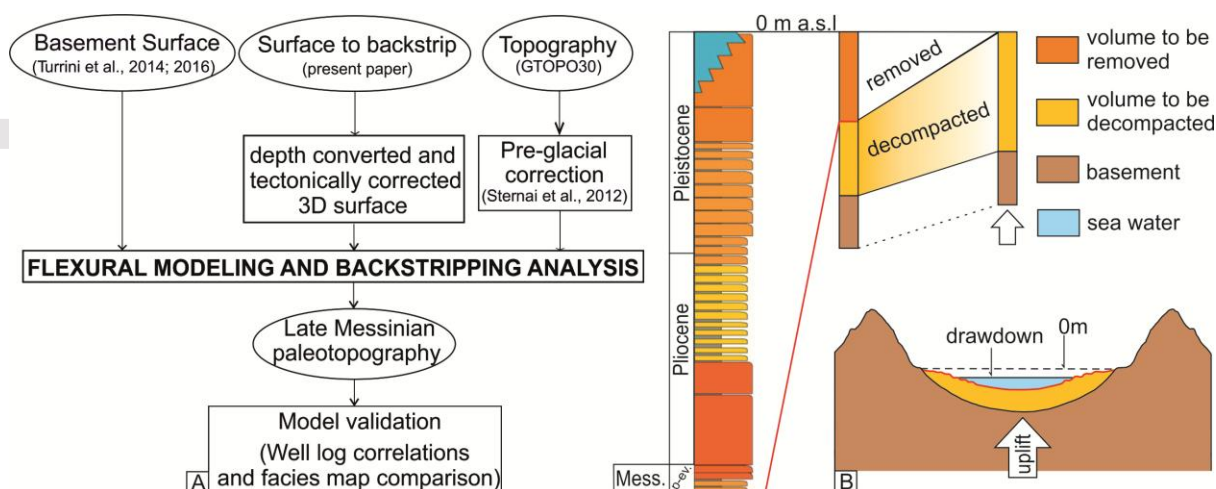 Basement Surface
(Turrini et al., 2014; 2016)
Surface to backstrip
(present paper)
Topography
(GTOPO30)
depth converted and
tectonically corrected
3D surface
Pre-glacial
correction
(Sternai et al., 2012)
FLEXURAL MODELING AND BACKSTRIPPING ANALYSIS
Late Messinian
paleotopography
Model validation
(Well log correlations
and facies map comparison)
A
Pleistocene
Pliocene
Mess.
o-ev.
0 m a.s.l
removed
decompacted
volume to be
removed
volume to be
decompacted
basement
sea water
drawdown
0m
uplift
B